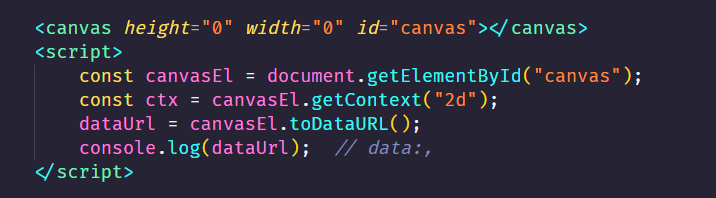 <canvas height="0" width="0" id="canvas"></canvas>
<script>
    const canvasEl = document.getElementById("canvas");
    const ctx = canvasEl.getContext("2d");
    dataUrl = canvasEl.toDataURL();
    console.log(dataUrl);  // data:,
</script>